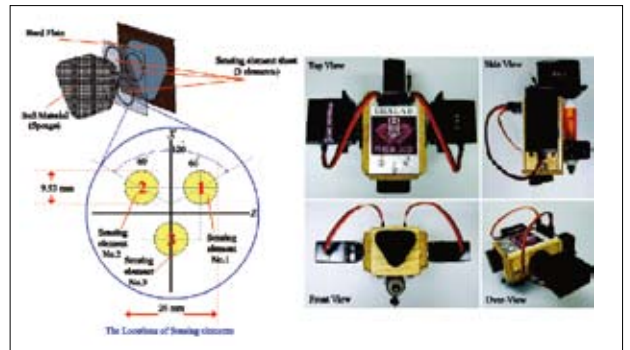 Hard Plate
Sensing element sheet
(3 elements)
Soft Material
(Sponge)
Y
120
60
60
9.53 mm
2
1
Z
Sensing
element
No.2
3
Sensing
element
No.3
Sensing
element
No.1
26 mm
The Locations of Sensing elements
Top View
Side View
Front View
Over-View